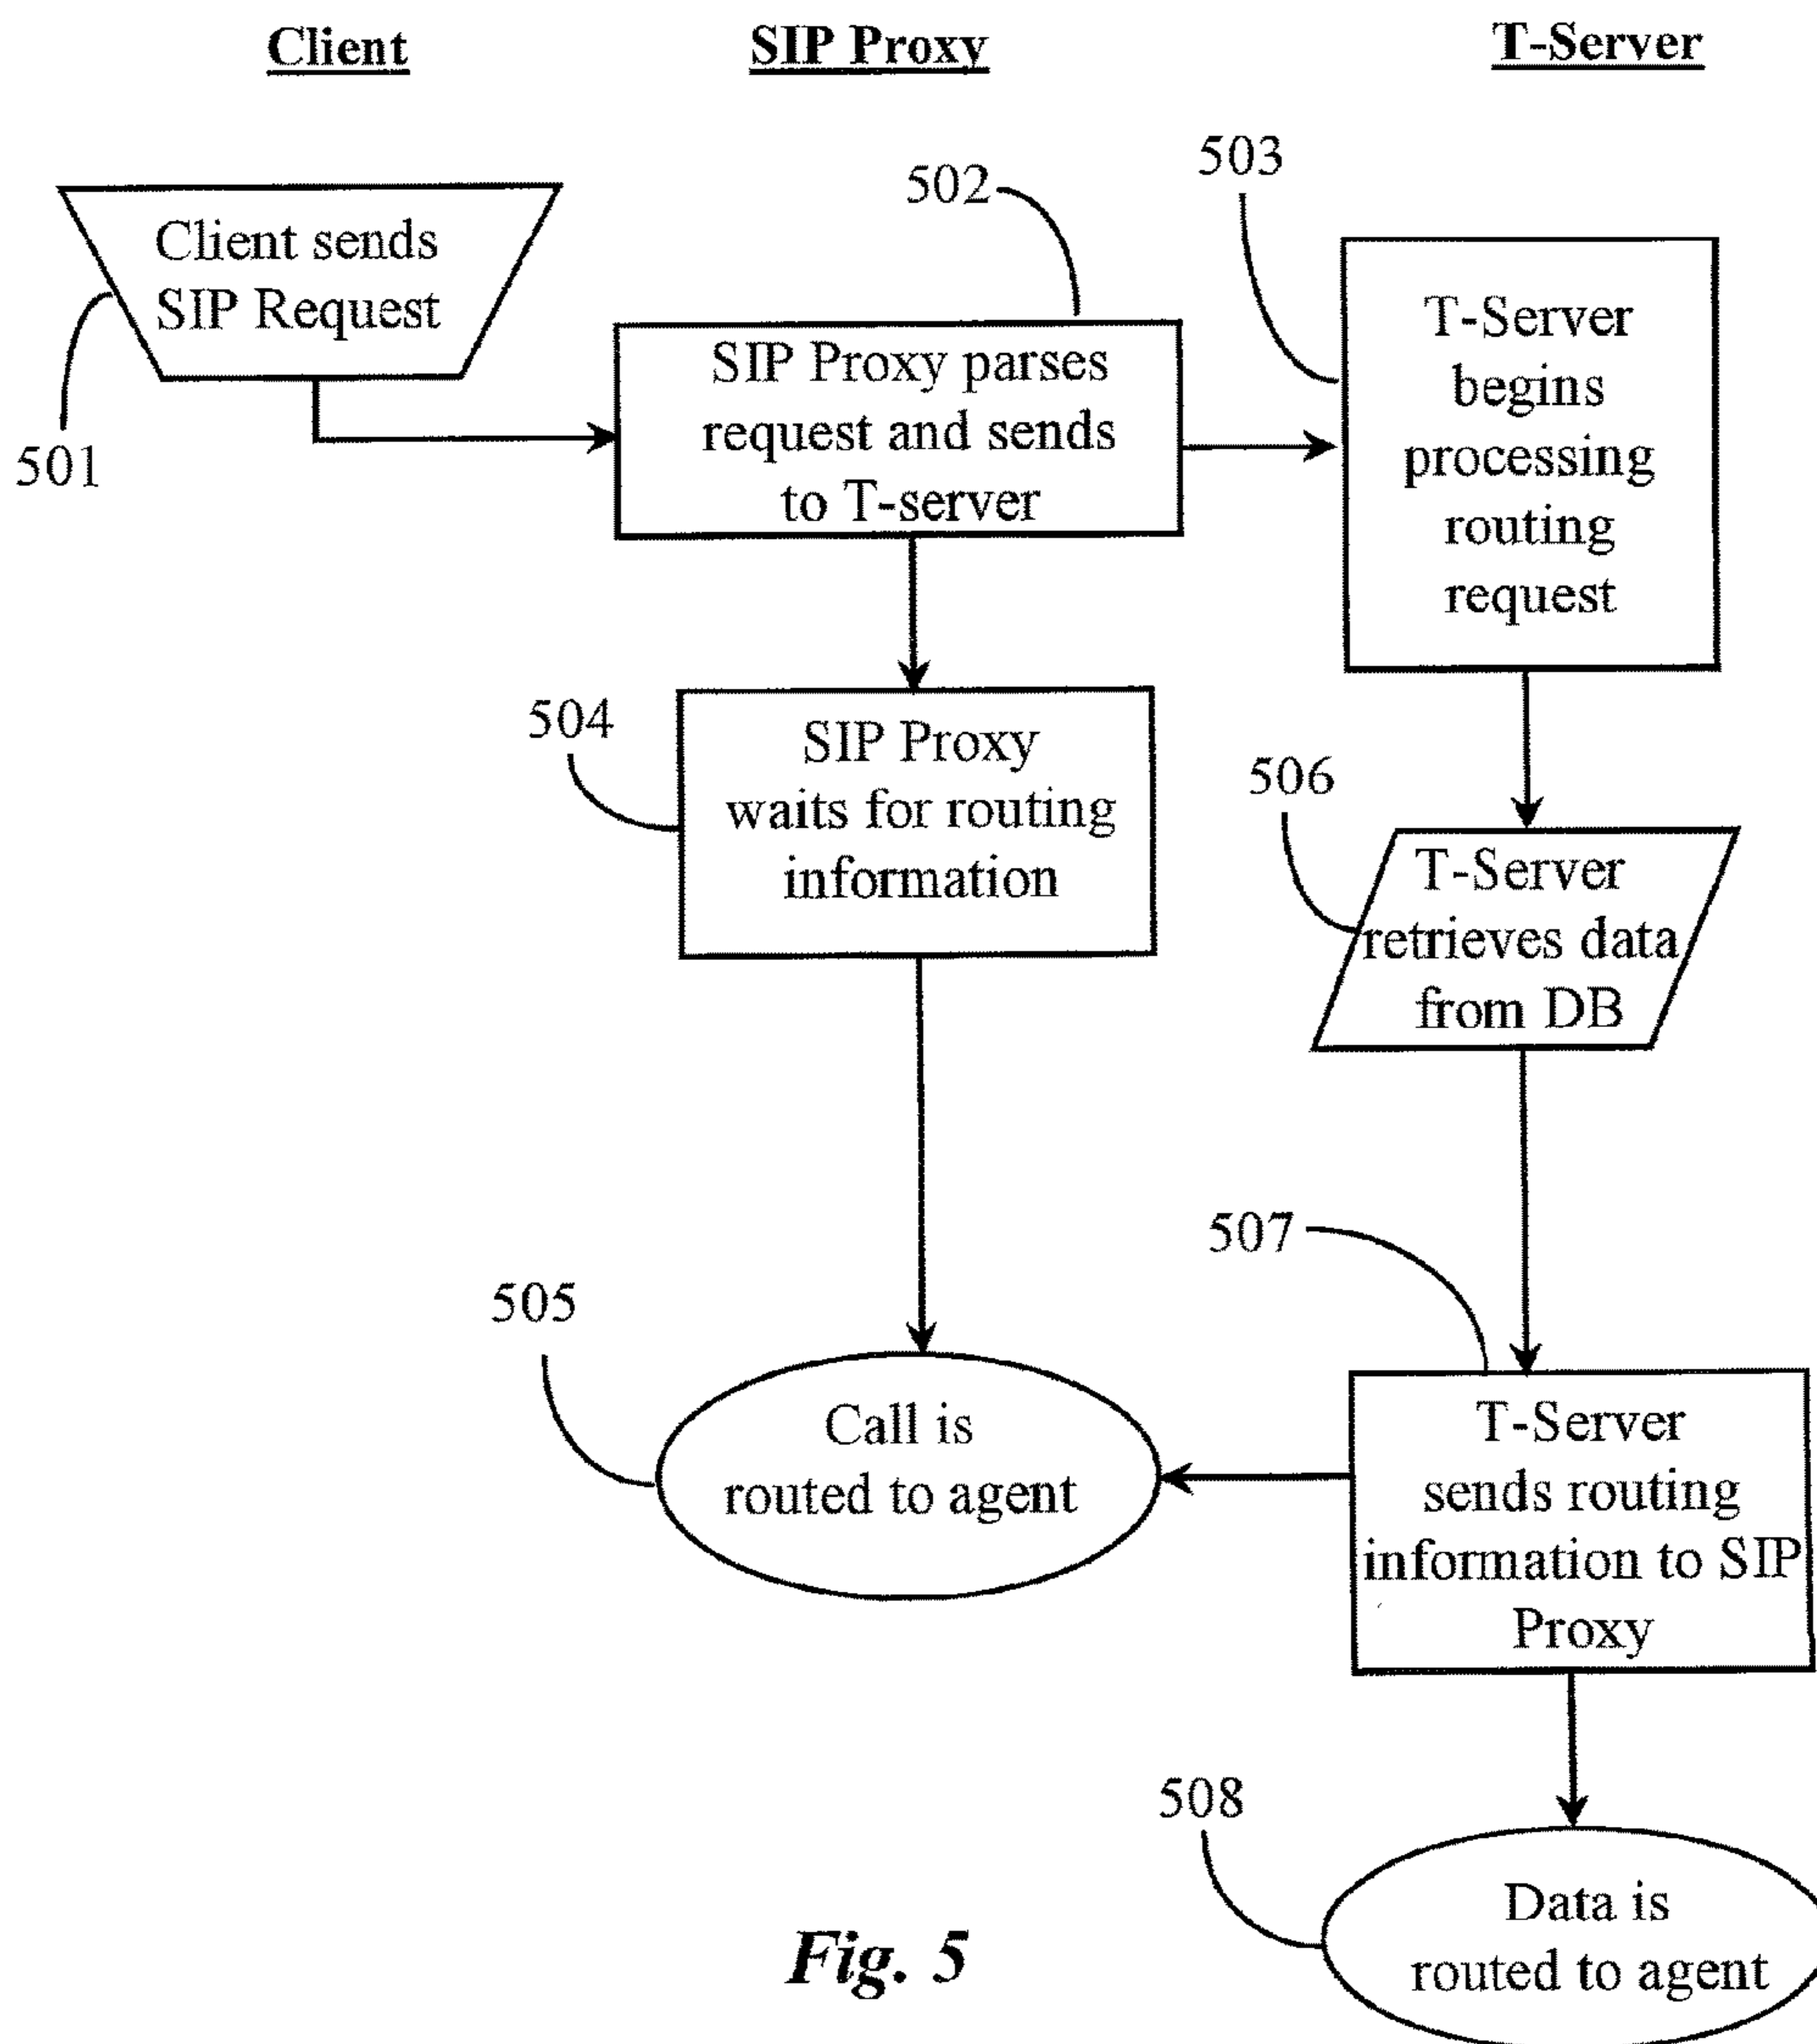 Client
SIP Proxy
T-Server
503
502
Client sends
SIP Request
501
SIP Proxy parses
request and sends
to T-server
T-Server
begins
processing
routing
request
504
SIP Proxy
waits for routing
information
506
T-Server
retrieves data
from DB
507
505
Call is
routed to agent
T-Server
sends routing
information to SIP
Proxy
508
Data is
routed to agent
Fig. 5